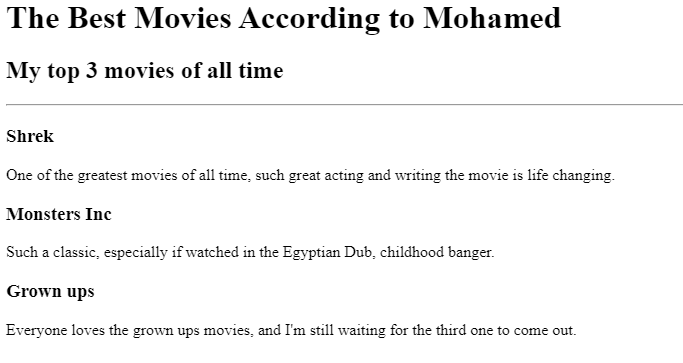 The Best Movies According to Mohamed
My top 3 movies of all time
Shrek
One of the greatest movies of all time, such great acting and writing the movie is life changing.
Monsters Inc
Such a classic, especially if watched in the Egyptian Dub, childhood banger.
Grown ups
Everyone loves the grown ups movies, and I'm still waiting for the third one to come out.